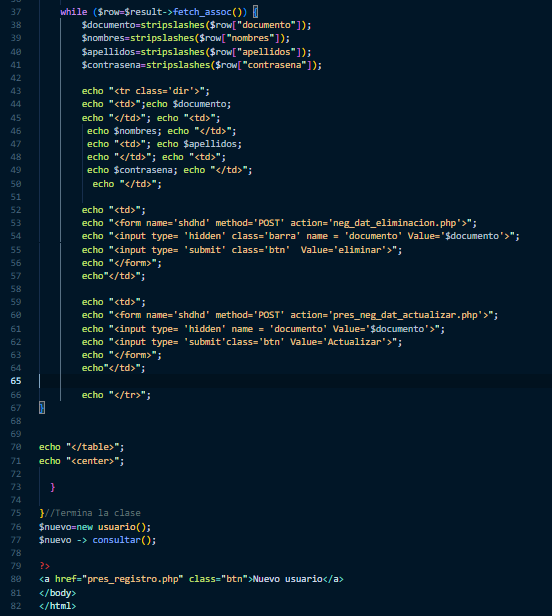 37 while ($row=$result->fetch_assoc()) {
38 $documento=stripslashes($row["documento"]);
39 $nombres=stripslashes($row["nombres"]);
40 $apellidos=stripslashes($row["apellidos"]);
41 $contrasena=stripslashes($row["contrasena"]);
42
43 echo "<tr class='dir'>";
44 echo "<td>";echo $documento;
45 echo "</td>"; echo "<td>";
46 echo $nombres; echo "</td>";
47 echo "<td>"; echo $apellidos;
48 echo "</td>"; echo "<td>";
49 echo $contrasena; echo "</td>";
50 echo "</td>";
51
52 echo "<td>";
53 echo "<form name='shdhd' method='POST' action='neg_dat_eliminacion.php'>";
54 echo "<input type= 'hidden' class='barra' name = 'documento' Value='$documento'>";
55 echo "<input type= 'submit' class='btn'  Value='eliminar'>";
56 echo "</form>";
57 echo"</td>";
58
59 echo "<td>";
60 echo "<form name='shdhd' method='POST' action='pres_neg_dat_actualizar.php'>";
61 echo "<input type= 'hidden' name = 'documento' Value='$documento'>";
62 echo "<input type= 'submit'class='btn' Value='Actualizar'>";
63 echo "</form>";
64 echo"</td>";
65
66 echo "</tr>";
67 }
68
69
70 echo "</table>";
71 echo "<center>";
72
73 }
74
75 }//Termina la clase
76 $nuevo=new usuario();
77 $nuevo -> consultar();
78
79 ?>
80 <a href="pres_registro.php" class="btn">Nuevo usuario</a>
81 </body>
82 </html>